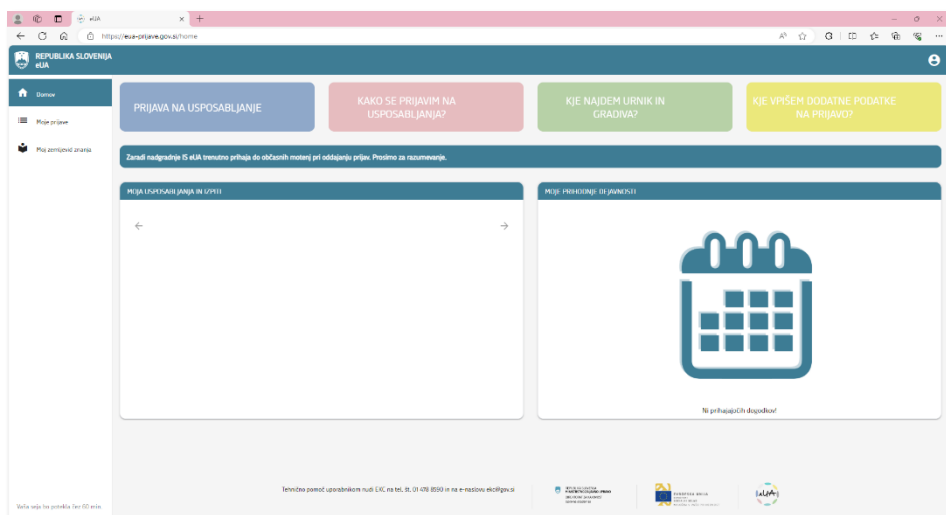 eUA
https://eua-prijave.gov.si/home
REPUBLIKA SLOVENIJA
eUA
Domov
Moje prijave
Moj zemljevid znanja
PRIJAVA NA USPOSABLJANJE
KAKO SE PRIJAVIM NA
USPOSABLJANJA?
KJE NAJDEM URNIK IN
GRADIVA?
KJE VPIŠEM DODATNE PODATKE
NA PRIJAVO?
Zaradi nadgradnje IS eUA trenutno prihaja do občasnih motenj pri oddajanju prijav. Prosimo za razumevanje.
MOJA USPOSABLJANJA IN IZPITI
MOJE PRIHODNJE DEJAVNOSTI
Ni prihajajočih dogodkov!
Tehnično pomoč uporabnikom nudi EKC na tel. št. 01 478 8590 in na e-naslovu ekc@gov.si
REPUBLIKA SLOVENIJA
EVROPSKA UNIJA
Vaša seja bo potekla čez 60 min